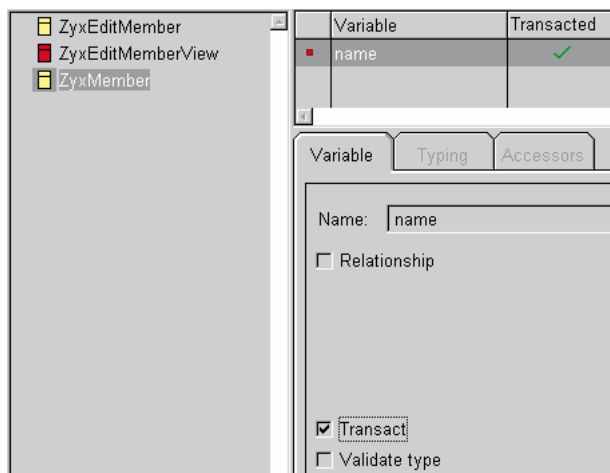 ZyxEditMember
ZyxEditMemberView
ZyxMember
Variable Transacted
name
Variable Typing Accessors
Name: name
Relationship
Transact
Validate type